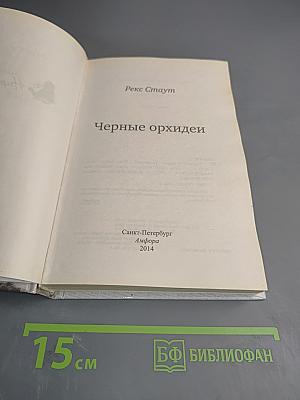 Рекс Стаут
Черные орхидеи
Санкт-Петербург
Амфора
2014
15 см
БФ БИБЛИОФАН